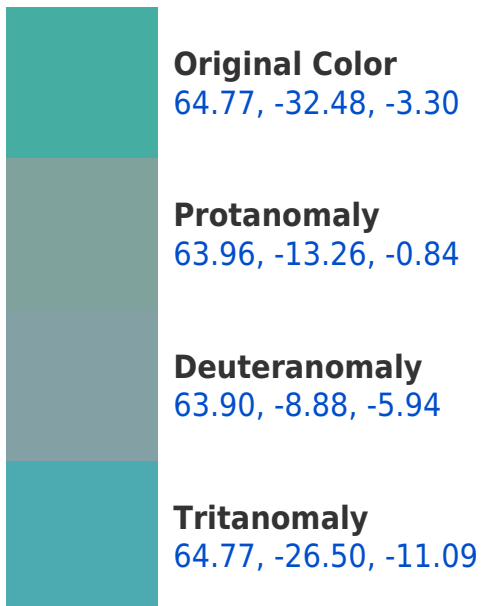 Original Color
64.77, -32.48, -3.30
Protanomaly
63.96, -13.26, -0.84
Deuteranomaly
63.90, -8.88, -5.94
Tritanomaly
64.77, -26.50, -11.09